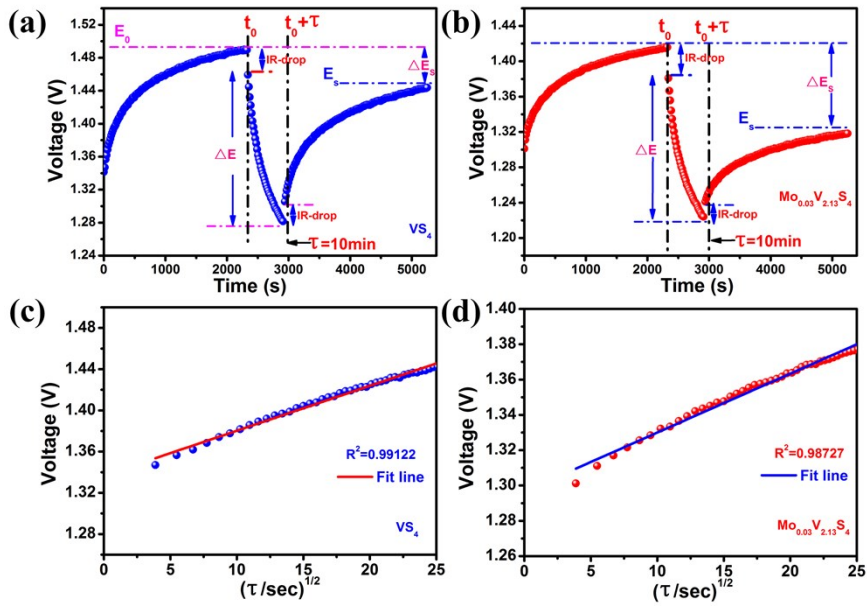 (a)
t₀ t₀+τ
E₀
IR-drop
△Eₛ
Eₛ
△E
IR-drop
VS₄
τ=10min
1.52
1.48
1.44
1.40
1.36
1.32
1.28
1.24
Voltage (V)
0 1000 2000 3000 4000 5000
Time (s)
(b)
t₀ t₀+τ
IR-drop
△Eₛ
Eₛ
△E
IR-drop
Mo₀.₀₃V₂.₁₃S₄
τ=10min
1.44
1.40
1.36
1.32
1.28
1.24
1.20
Voltage (V)
0 1000 2000 3000 4000 5000
Time (s)
(c)
1.48
1.44
1.40
1.36
1.32
1.28
Voltage (V)
R²=0.99122
Fit line
VS₄
0 5 10 15 20 25
(τ/sec)¹/²
(d)
1.40
1.38
1.36
1.34
1.32
1.30
1.28
1.26
Voltage (V)
R²=0.98727
Fit line
Mo₀.₀₃V₂.₁₃S₄
0 5 10 15 20 25
(τ/sec)¹/²